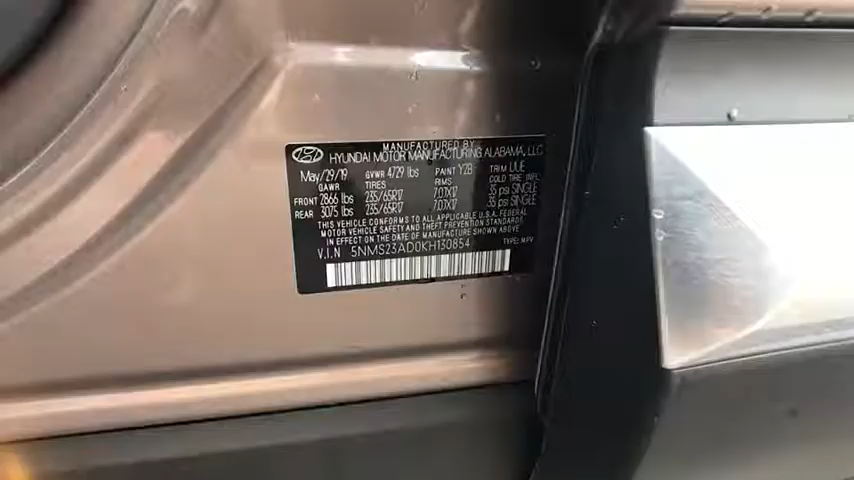 MANUFACTURED BY
HYUNDAI MOTOR MANUFACTURING ALABAMA, LLC
May/29/19 GVWR 4729 lbs PAINT Y2B TRIM UUE
GAWR TIRES RIMS COLD TIRE INFL
FRONT 2866 lbs 235/65R17 7.0JX17 35 psi SINGLE
REAR 3075 lbs 235/65R17 7.0JX17 35 psi SINGLE
THIS VEHICLE CONFORMS TO ALL APPLICABLE U.S.A. FEDERAL
MOTOR VEHICLE SAFETY AND THEFT PREVENTION STANDARDS
IN EFFECT ON THE DATE OF MANUFACTURE SHOWN ABOVE
V.I.N 5NMS23AD0KH130854 TYPE: MPV